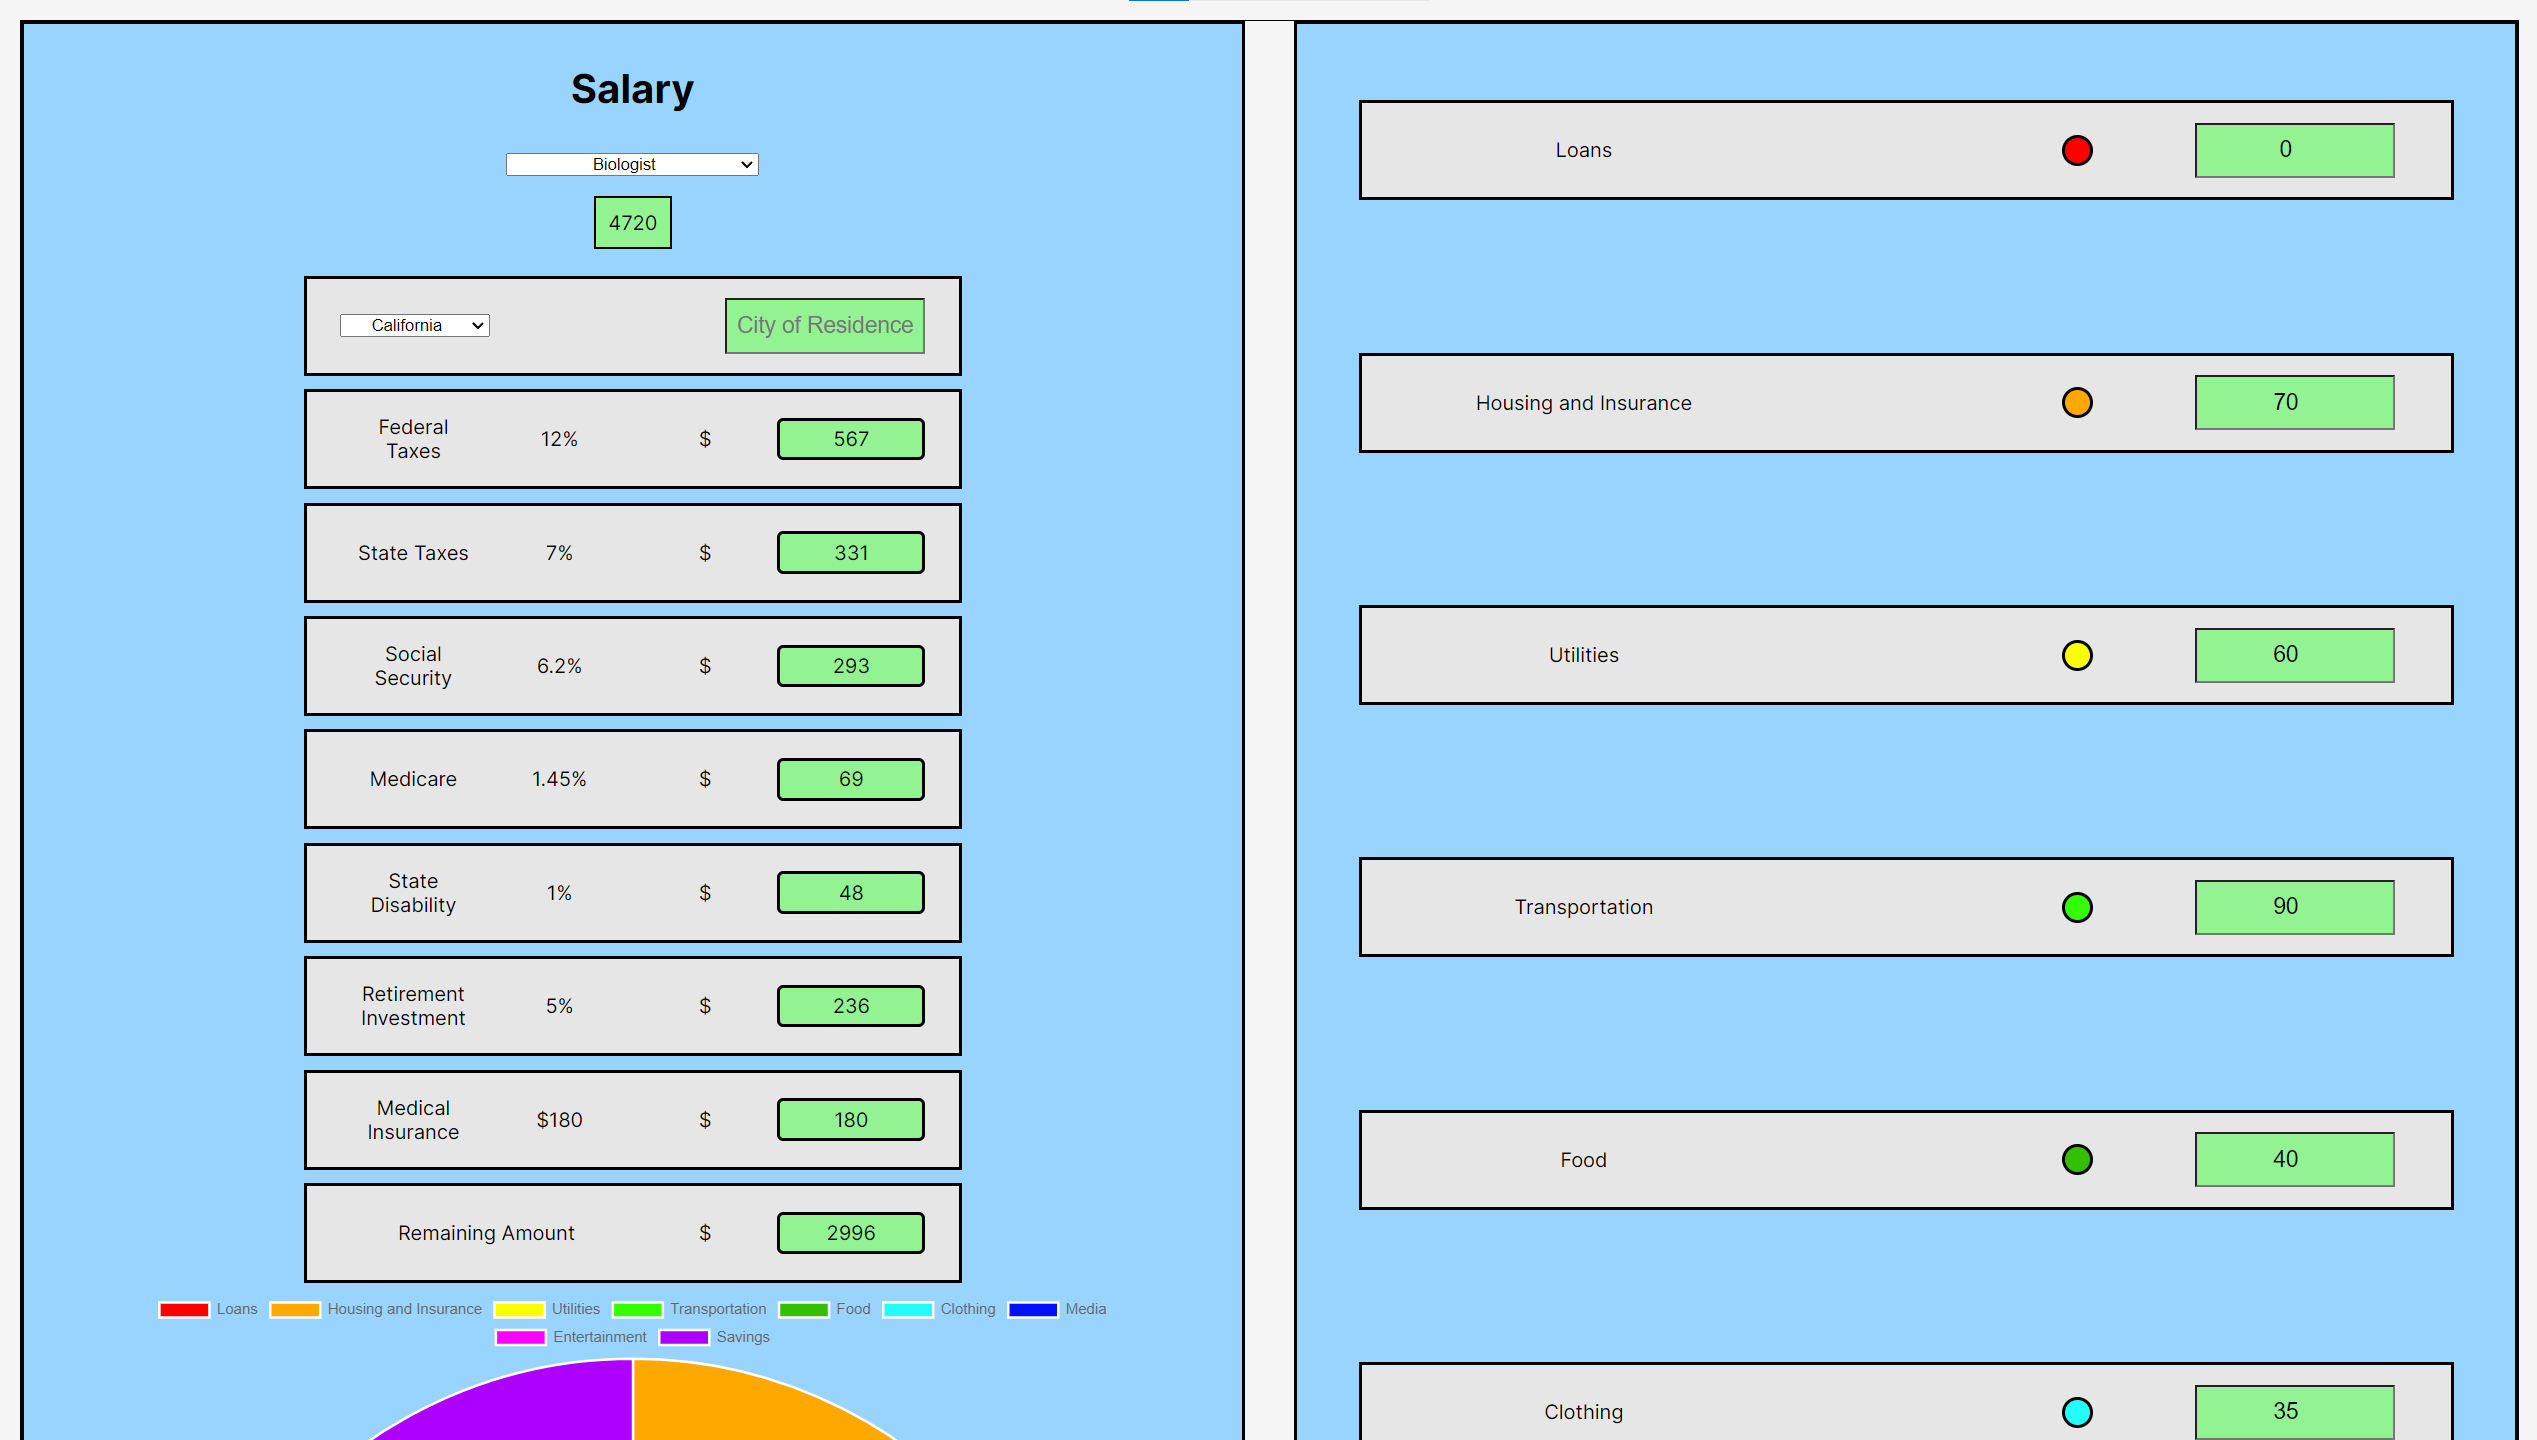 Salary
Biologist
4720
California
City of Residence
Federal
Taxes
12%
$
567
State Taxes
7%
$
331
Social
Security
6.2%
$
293
Medicare
1.45%
$
69
State
Disability
1%
$
48
Retirement
Investment
5%
$
236
Medical
Insurance
$180
$
180
Remaining Amount
$
2996
Loans Housing and Insurance Utilities Transportation Food Clothing Media
Entertainment Savings
Loans
0
Housing and Insurance
70
Utilities
60
Transportation
90
Food
40
Clothing
35